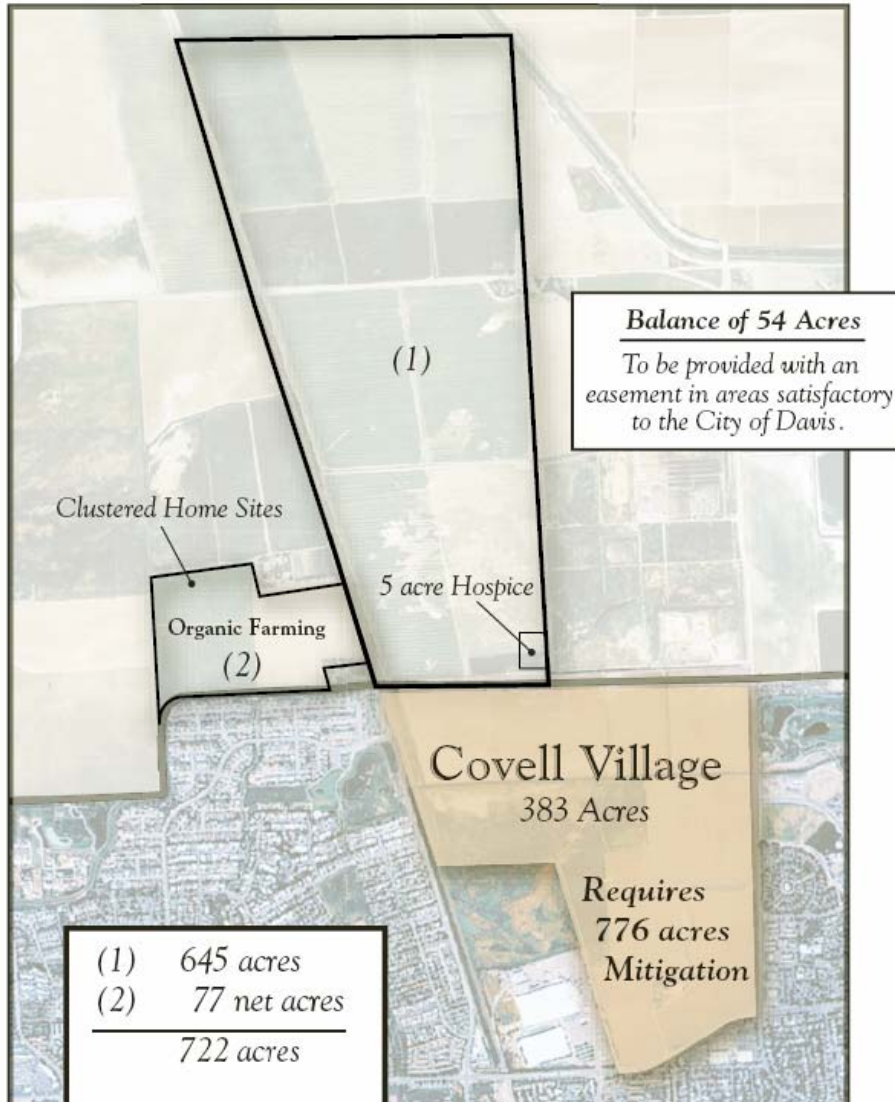 (1)
Balance of 54 Acres
To be provided with an
easement in areas satisfactory
to the City of Davis.
Clustered Home Sites
5 acre Hospice
Organic Farming
(2)
Covell Village
383 Acres
Requires
776 acres
Mitigation
(1) 645 acres
(2) 77 net acres
722 acres